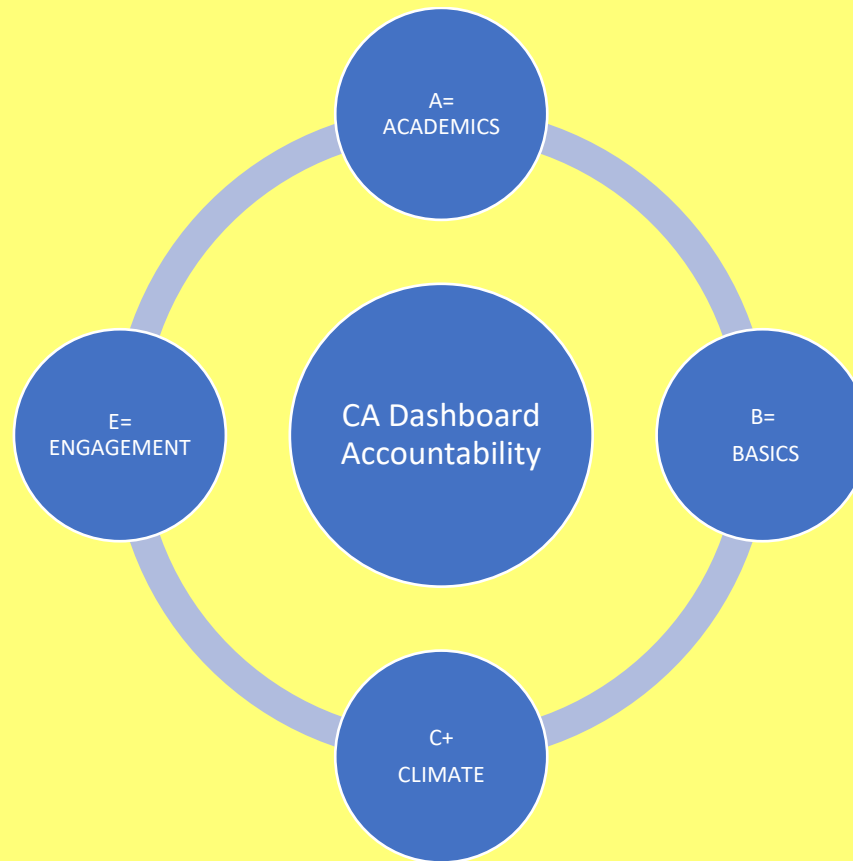 A=
ACADEMICS
E=
ENGAGEMENT
CA Dashboard
Accountability
B=
BASICS
C+
CLIMATE